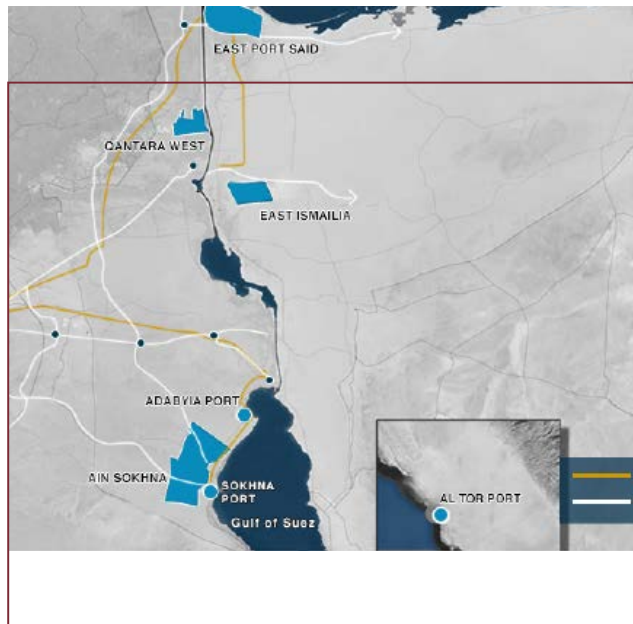 EAST PORT SAID
QANTARA WEST
EAST ISMAILIA
ADABYIA PORT
AIN SOKHNA
SOKHNA
PORT
Gulf of Suez
AL TOR PORT